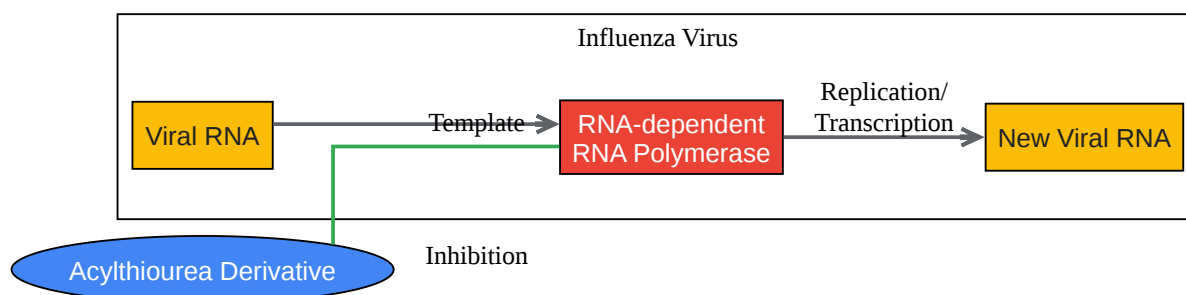 Influenza Virus
Viral RNA
Template
RNA-dependent
RNA Polymerase
Replication/
Transcription
New Viral RNA
Inhibition
Acylthiourea Derivative